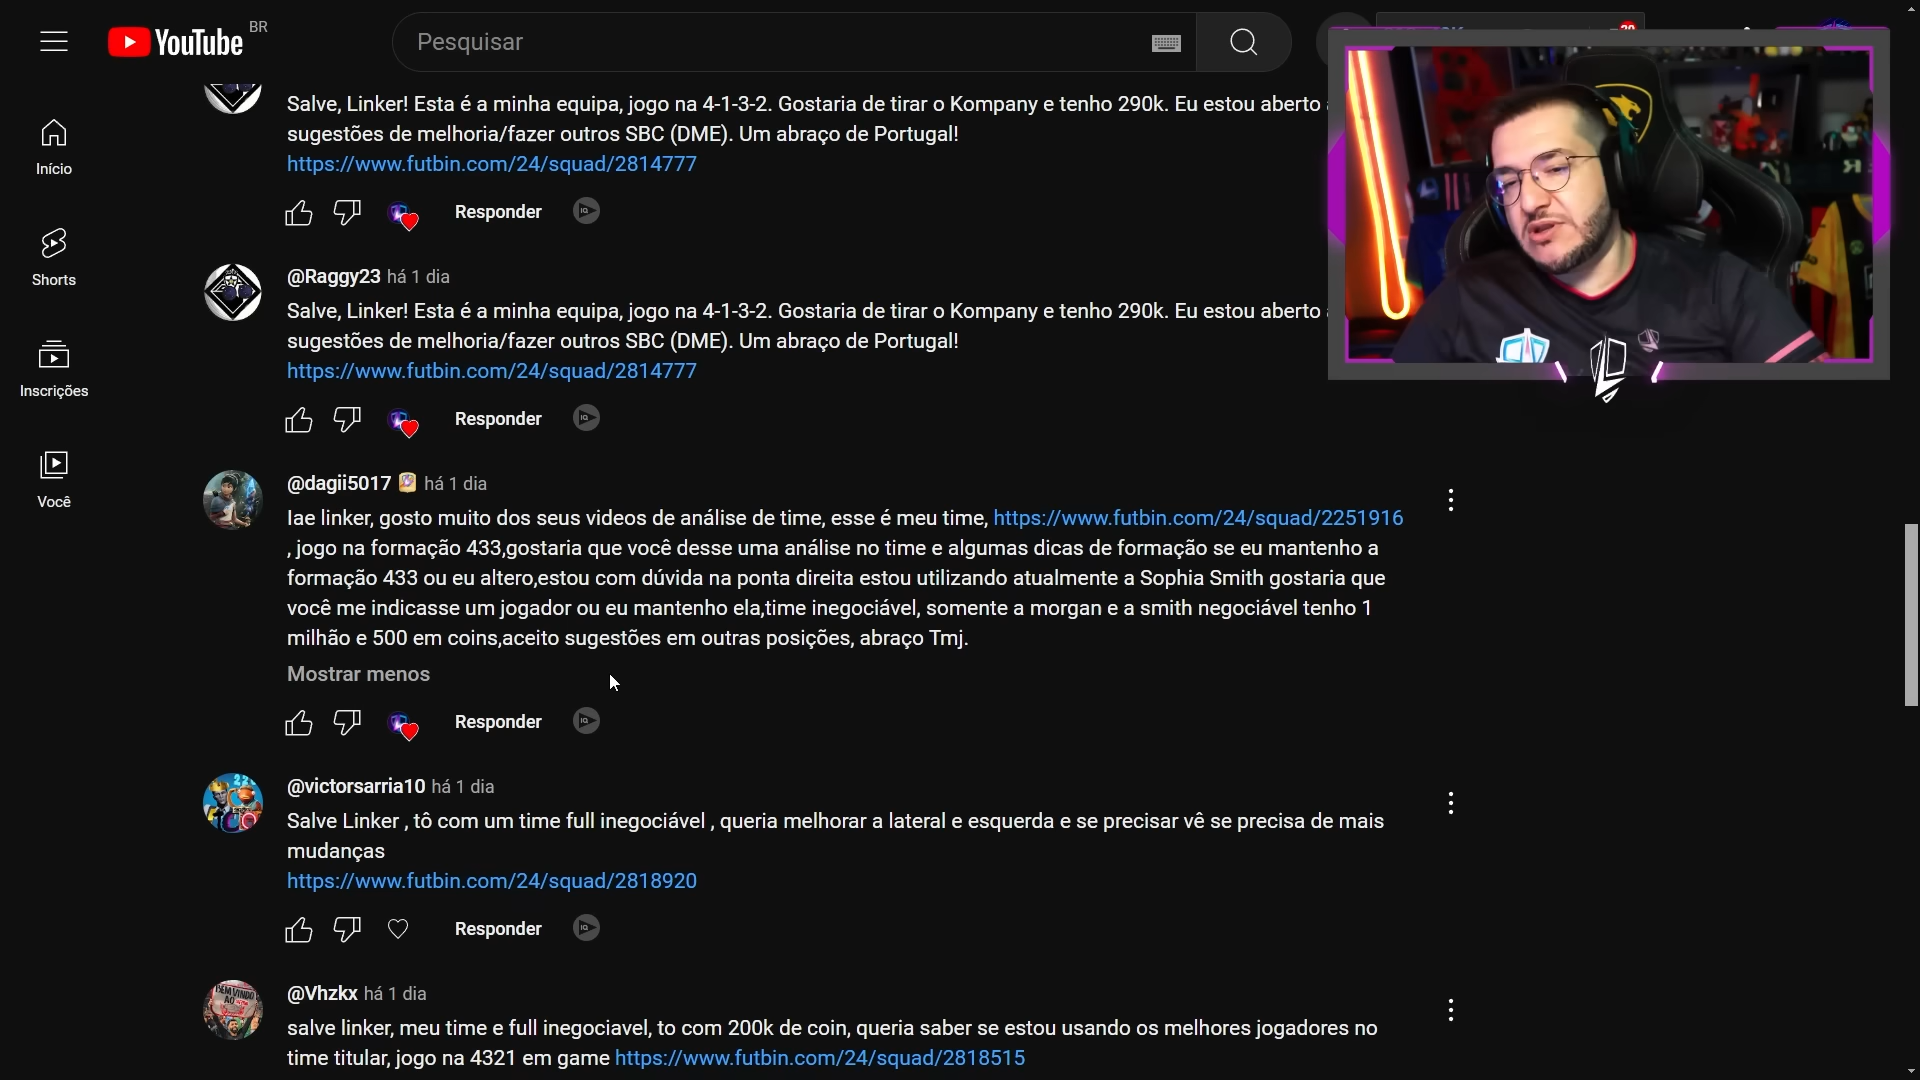 YouTube BR
Pesquisar
Início
Shorts
Inscrições
Você
Salve, Linker! Esta é a minha equipa, jogo na 4-1-3-2. Gostaria de tirar o Kompany e tenho 290k. Eu estou aberto
sugestões de melhoria/fazer outros SBC (DME). Um abraço de Portugal!
https://www.futbin.com/24/squad/2814777
Responder
@Raggy23 há 1 dia
Salve, Linker! Esta é a minha equipa, jogo na 4-1-3-2. Gostaria de tirar o Kompany e tenho 290k. Eu estou aberto
sugestões de melhoria/fazer outros SBC (DME). Um abraço de Portugal!
https://www.futbin.com/24/squad/2814777
Responder
@dagii5017 há 1 dia
Iae linker, gosto muito dos seus videos de análise de time, esse é meu time, https://www.futbin.com/24/squad/2251916
, jogo na formação 433,gostaria que você desse uma análise no time e algumas dicas de formação se eu mantenho a
formação 433 ou eu altero,estou com dúvida na ponta direita estou utilizando atualmente a Sophia Smith gostaria que
você me indicasse um jogador ou eu mantenho ela,time inegociável, somente a morgan e a smith negociável tenho 1
milhão e 500 em coins,aceito sugestões em outras posições, abraço Tmj.
Mostrar menos
Responder
@victorsarria10 há 1 dia
Salve Linker , tô com um time full inegociável , queria melhorar a lateral e esquerda e se precisar vê se precisa de mais
mudanças
https://www.futbin.com/24/squad/2818920
Responder
@Vhzkx há 1 dia
salve linker, meu time e full inegociavel, to com 200k de coin, queria saber se estou usando os melhores jogadores no
time titular, jogo na 4321 em game https://www.futbin.com/24/squad/2818515